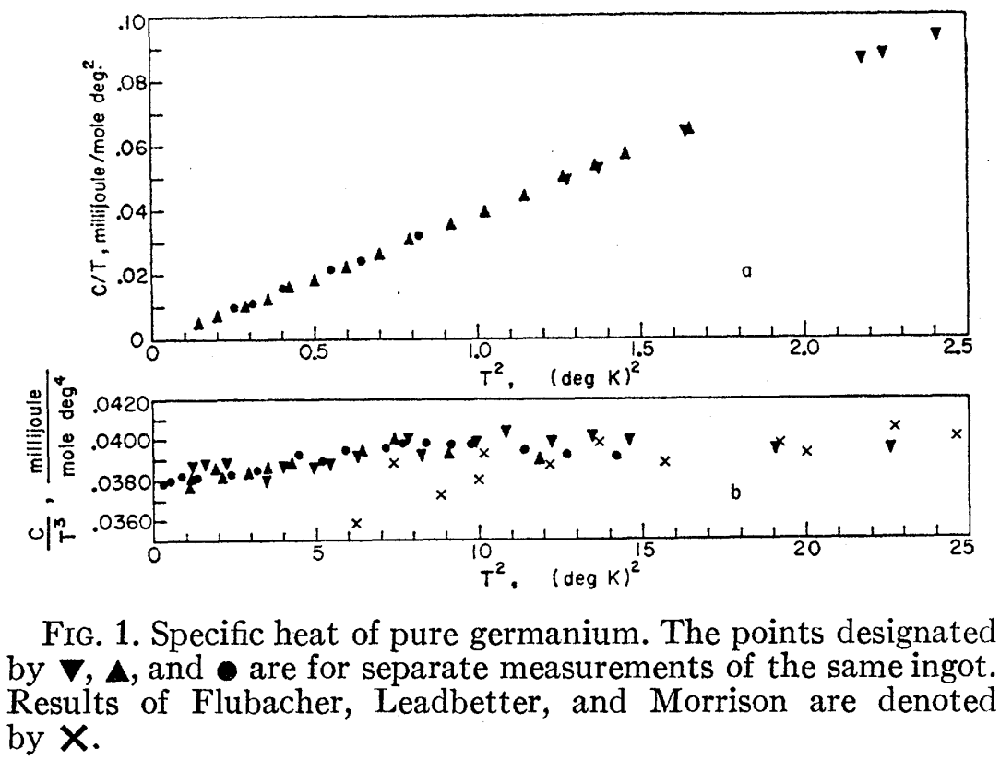 .10
.08
.06
.04
.02
0
C/T, millijoule/mole deg.2
0 0.5 1.0 1.5 2.0 2.5
T2, (deg K)2
a
.0420
.0400
.0380
.0360
C/T3, millijoule/mole deg4
0 5 10 15 20 25
T2, (deg K)2
b
FIG. 1. Specific heat of pure germanium. The points designated
by ▼, ▲, and ● are for separate measurements of the same ingot.
Results of Flubacher, Leadbetter, and Morrison are denoted
by ×.